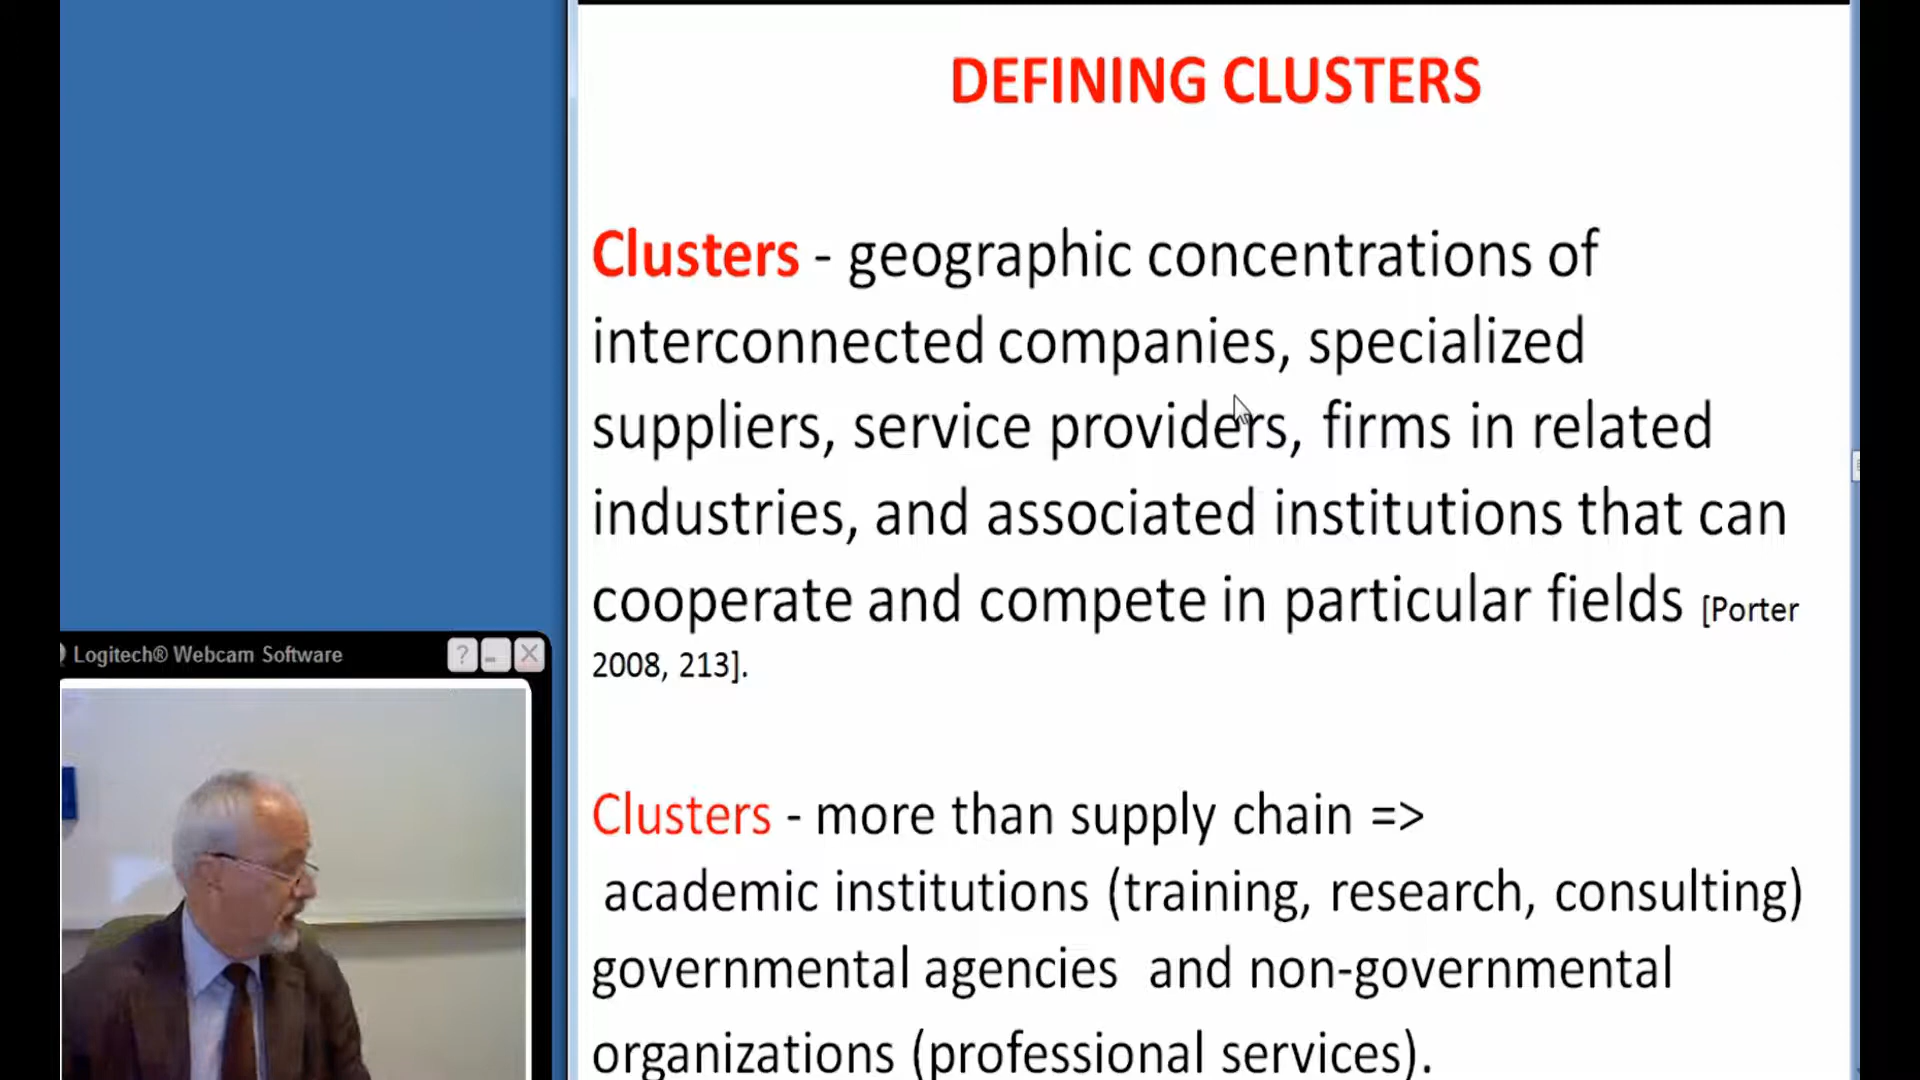 DEFINING CLUSTERS
Clusters - geographic concentrations of
interconnected companies, specialized
suppliers, service providers, firms in related
industries, and associated institutions that can
cooperate and compete in particular fields [Porter
2008, 213].
Clusters - more than supply chain =>
academic institutions (training, research, consulting)
governmental agencies and non-governmental
organizations (professional services).
Logitech® Webcam Software
?